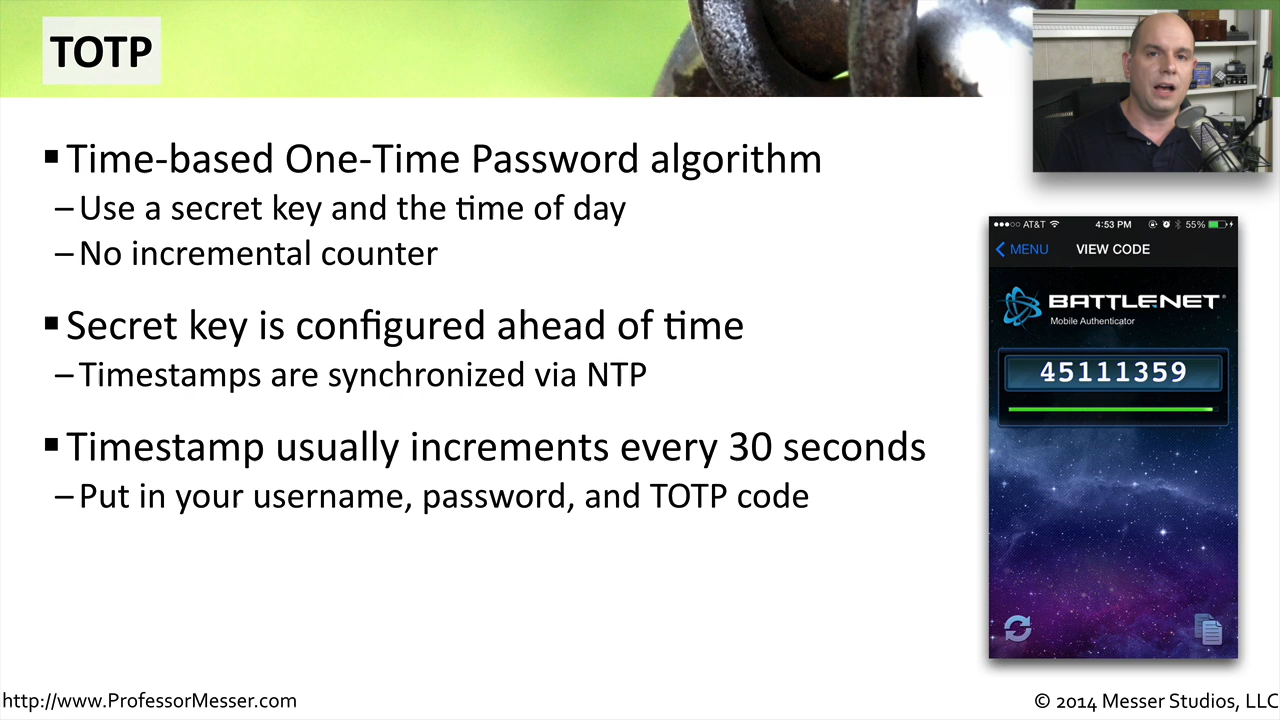 TOTP
▪ Time-based One-Time Password algorithm
– Use a secret key and the time of day
– No incremental counter
▪ Secret key is configured ahead of time
– Timestamps are synchronized via NTP
▪ Timestamp usually increments every 30 seconds
– Put in your username, password, and TOTP code
AT&T 4:53 PM 55%
MENU VIEW CODE
BATTLE.NET®
Mobile Authenticator
45111359
http://www.ProfessorMesser.com
© 2014 Messer Studios, LLC